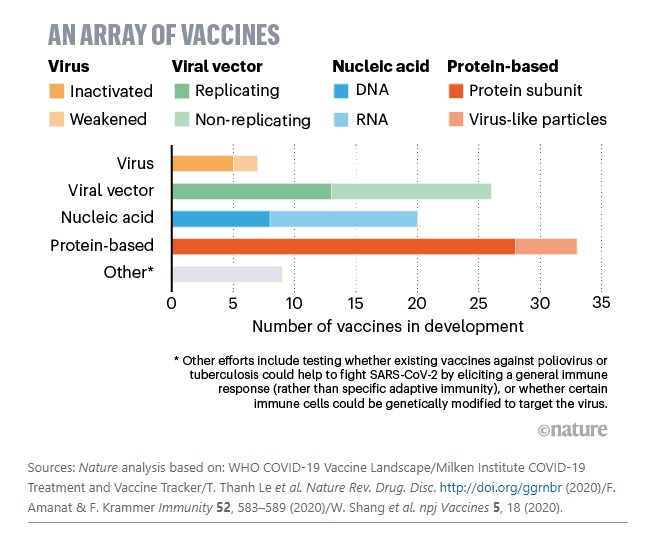 AN ARRAY OF VACCINES
Virus
Viral vector
Nucleic acid
Protein-based
Inactivated
Replicating
DNA
Protein subunit
Weakened
Non-replicating
RNA
Virus-like particles
Virus
Viral vector
Nucleic acid
Protein-based
Other*
0 5 10 15 20 25 30 35
Number of vaccines in development
* Other efforts include testing whether existing vaccines against poliovirus or
tuberculosis could help to fight SARS-CoV-2 by eliciting a general immune
response (rather than specific adaptive immunity), or whether certain
immune cells could be genetically modified to target the virus.
©nature
Sources: Nature analysis based on: WHO COVID-19 Vaccine Landscape/Milken Institute COVID-19
Treatment and Vaccine Tracker/T. Thanh Le et al. Nature Rev. Drug. Disc. http://doi.org/ggrnbr (2020)/F.
Amanat & F. Krammer Immunity 52, 583–589 (2020)/W. Shang et al. npj Vaccines 5, 18 (2020).